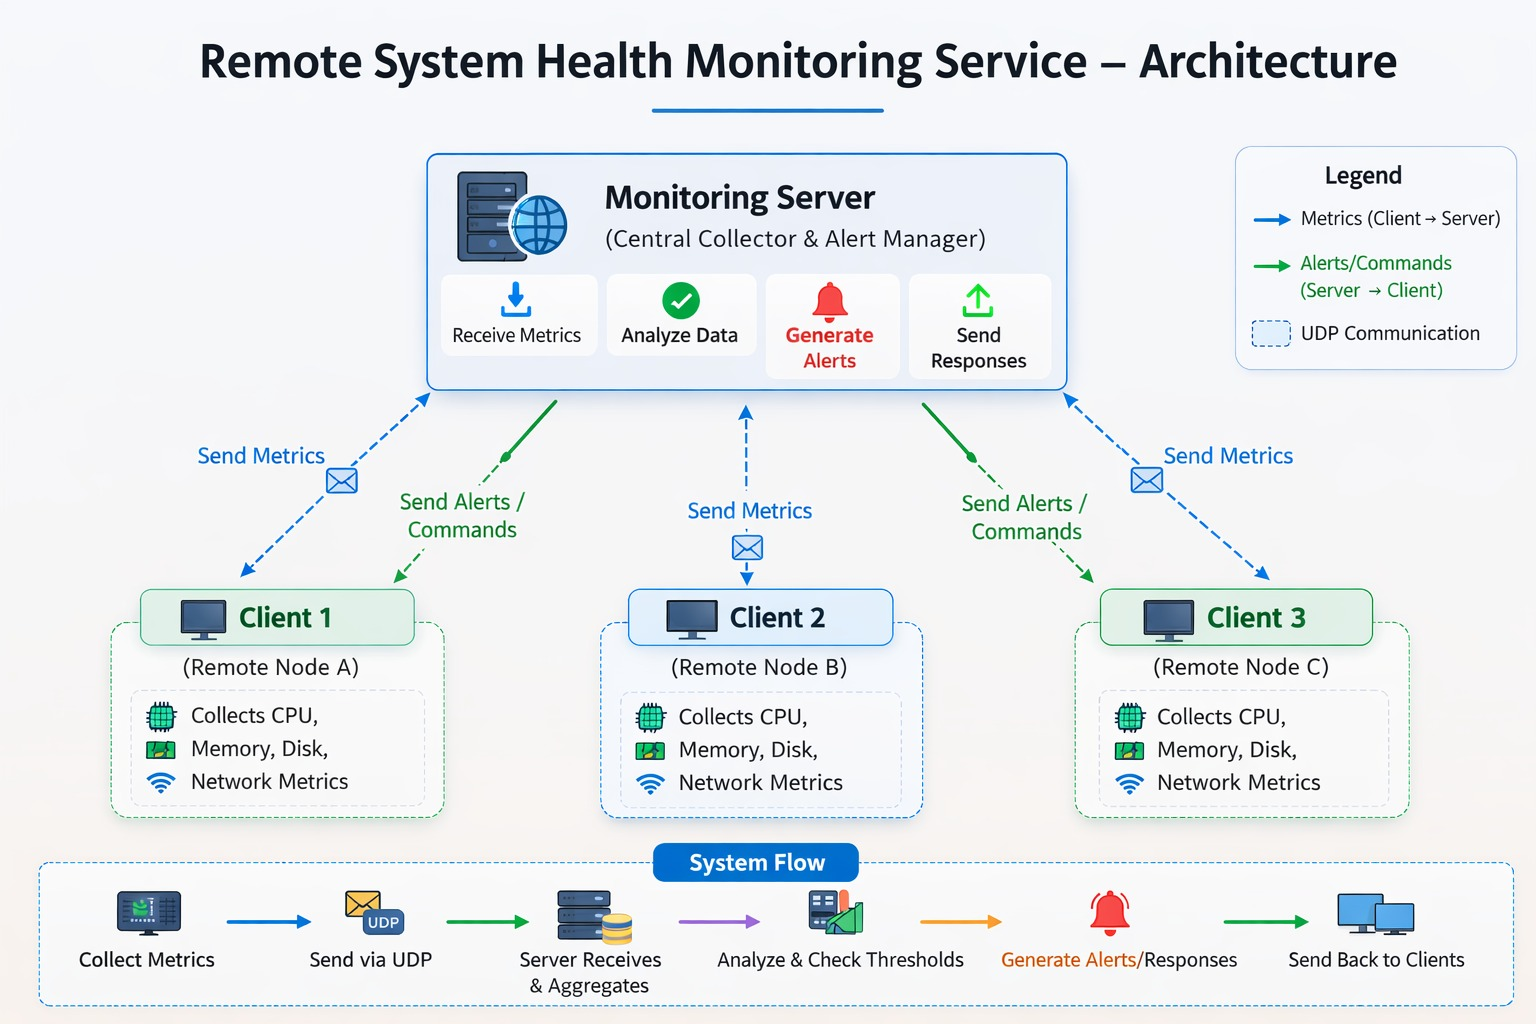 Remote System Health Monitoring Service – Architecture
Monitoring Server
(Central Collector & Alert Manager)
Receive Metrics
Analyze Data
Generate
Alerts
Send
Responses
Legend
Metrics (Client → Server)
Alerts/Commands
(Server → Client)
UDP Communication
Send Metrics
Send Alerts /
Commands
Send Metrics
Send Alerts /
Commands
Send Metrics
Client 1
(Remote Node A)
Collects CPU,
Memory, Disk,
Network Metrics
Client 2
(Remote Node B)
Collects CPU,
Memory, Disk,
Network Metrics
Client 3
(Remote Node C)
Collects CPU,
Memory, Disk,
Network Metrics
System Flow
Collect Metrics
UDP
Send via UDP
Server Receives
& Aggregates
Analyze & Check Thresholds
Generate Alerts/Responses
Send Back to Clients